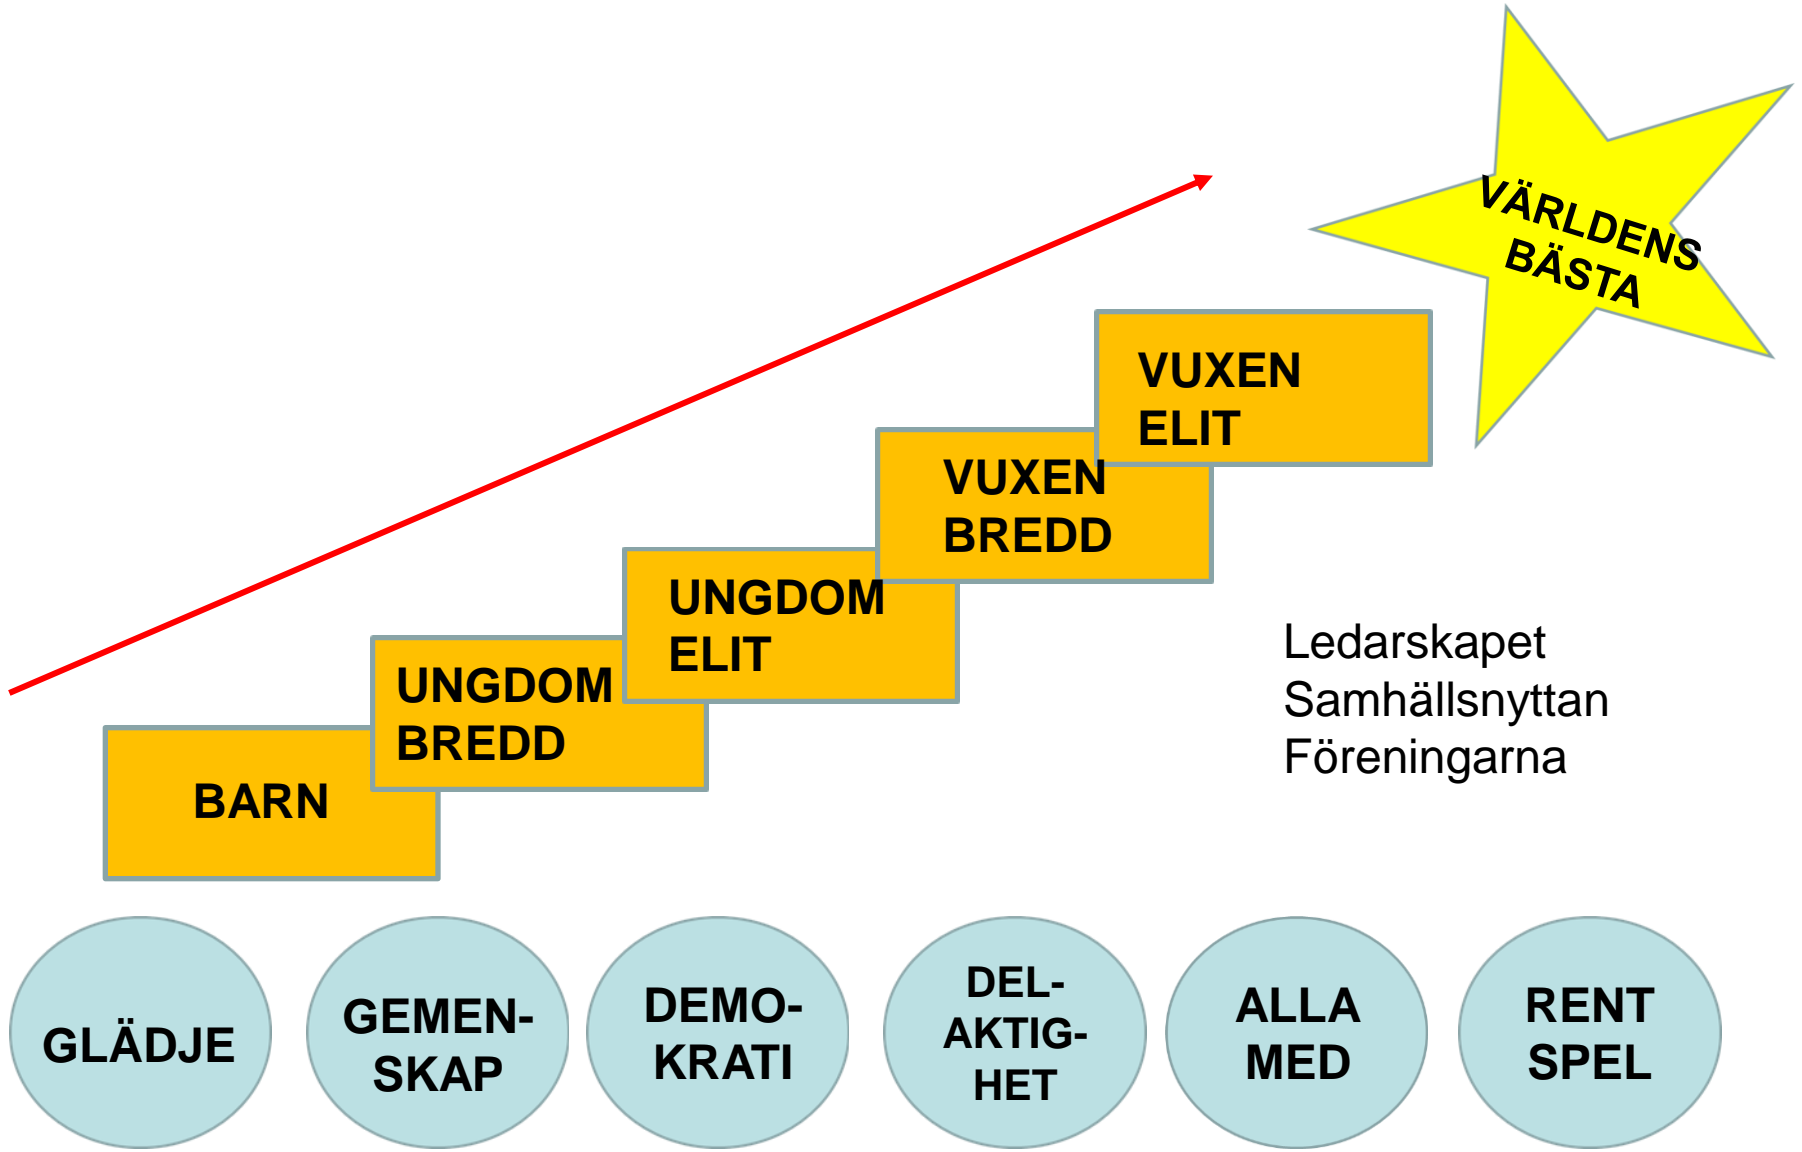 VÄRLDENS
BÄSTA
VUXEN
ELIT
VUXEN
BREDD
UNGDOM
ELIT
UNGDOM
BREDD
BARN
Ledarskapet
Samhällsnyttan
Föreningarna
GLÄDJE
GEMEN-
SKAP
DEMO-
KRATI
DEL-
AKTIG-
HET
ALLA
MED
RENT
SPEL